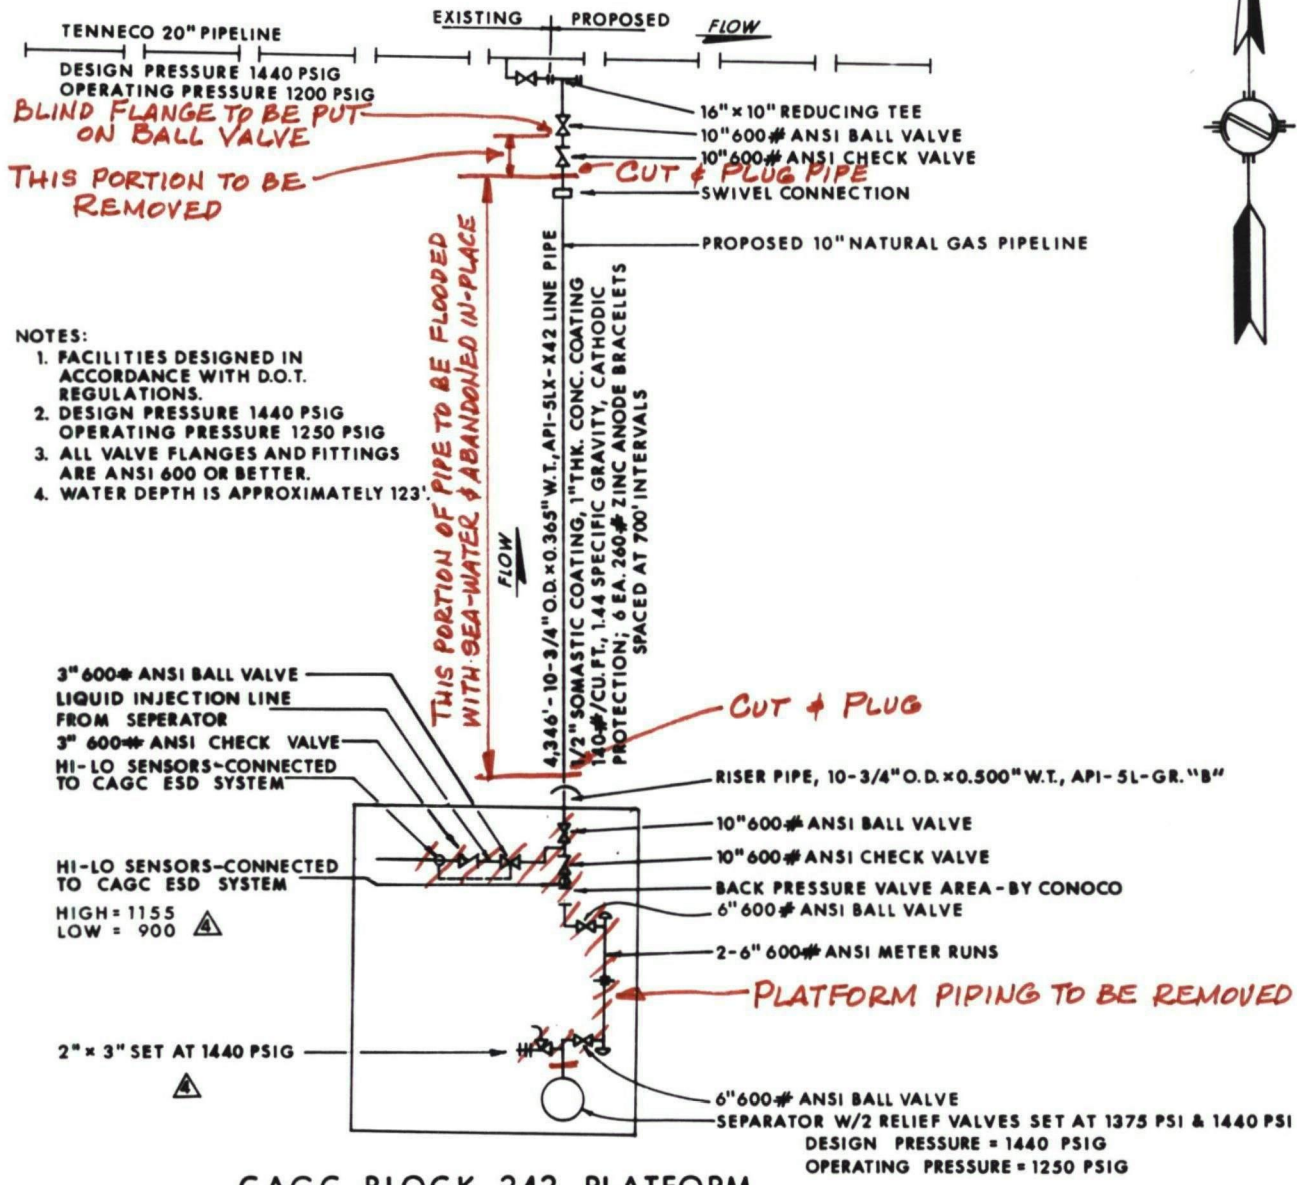 EXISTING PROPOSED FLOW
TENNECO 20" PIPELINE
DESIGN PRESSURE 1440 PSIG
OPERATING PRESSURE 1200 PSIG
BLIND FLANGE TO BE PUT
ON BALL VALVE
THIS PORTION TO BE
REMOVED
16" × 10" REDUCING TEE
10" 600# ANSI BALL VALVE
10" 600# ANSI CHECK VALVE
CUT & PLUG PIPE
SWIVEL CONNECTION
PROPOSED 10" NATURAL GAS PIPELINE
NOTES:
1. FACILITIES DESIGNED IN
ACCORDANCE WITH D.O.T.
REGULATIONS.
2. DESIGN PRESSURE 1440 PSIG
OPERATING PRESSURE 1250 PSIG
3. ALL VALVE FLANGES AND FITTINGS
ARE ANSI 600 OR BETTER.
4. WATER DEPTH IS APPROXIMATELY 123'.
THIS PORTION OF PIPE TO BE FLOODED
WITH SEA-WATER & ABANDONED IN-PLACE
FLOW
4,346' - 10-3/4" O.D. × 0.365" W.T., API-5LX-X42 LINE PIPE
1/2" SOMASTIC COATING, 1" THK. CONC. COATING
140#/CU.FT., 1.44 SPECIFIC GRAVITY, CATHODIC
PROTECTION; 6 EA. 260# ZINC ANODE BRACELETS
SPACED AT 700' INTERVALS
3" 600# ANSI BALL VALVE
LIQUID INJECTION LINE
FROM SEPERATOR
3" 600# ANSI CHECK VALVE
HI-LO SENSORS-CONNECTED
TO CAGC ESD SYSTEM
HI-LO SENSORS-CONNECTED
TO CAGC ESD SYSTEM
HIGH = 1155
LOW = 900 4
2" × 3" SET AT 1440 PSIG
4
CUT & PLUG
RISER PIPE, 10-3/4" O.D. × 0.500" W.T., API-5L-GR. "B"
10" 600# ANSI BALL VALVE
10" 600# ANSI CHECK VALVE
BACK PRESSURE VALVE AREA - BY CONOCO
6" 600# ANSI BALL VALVE
2-6" 600# ANSI METER RUNS
PLATFORM PIPING TO BE REMOVED
6" 600# ANSI BALL VALVE
SEPARATOR W/2 RELIEF VALVES SET AT 1375 PSI & 1440 PSI
DESIGN PRESSURE = 1440 PSIG
OPERATING PRESSURE = 1250 PSIG
CAGC BLOCK 242 PLATFORM